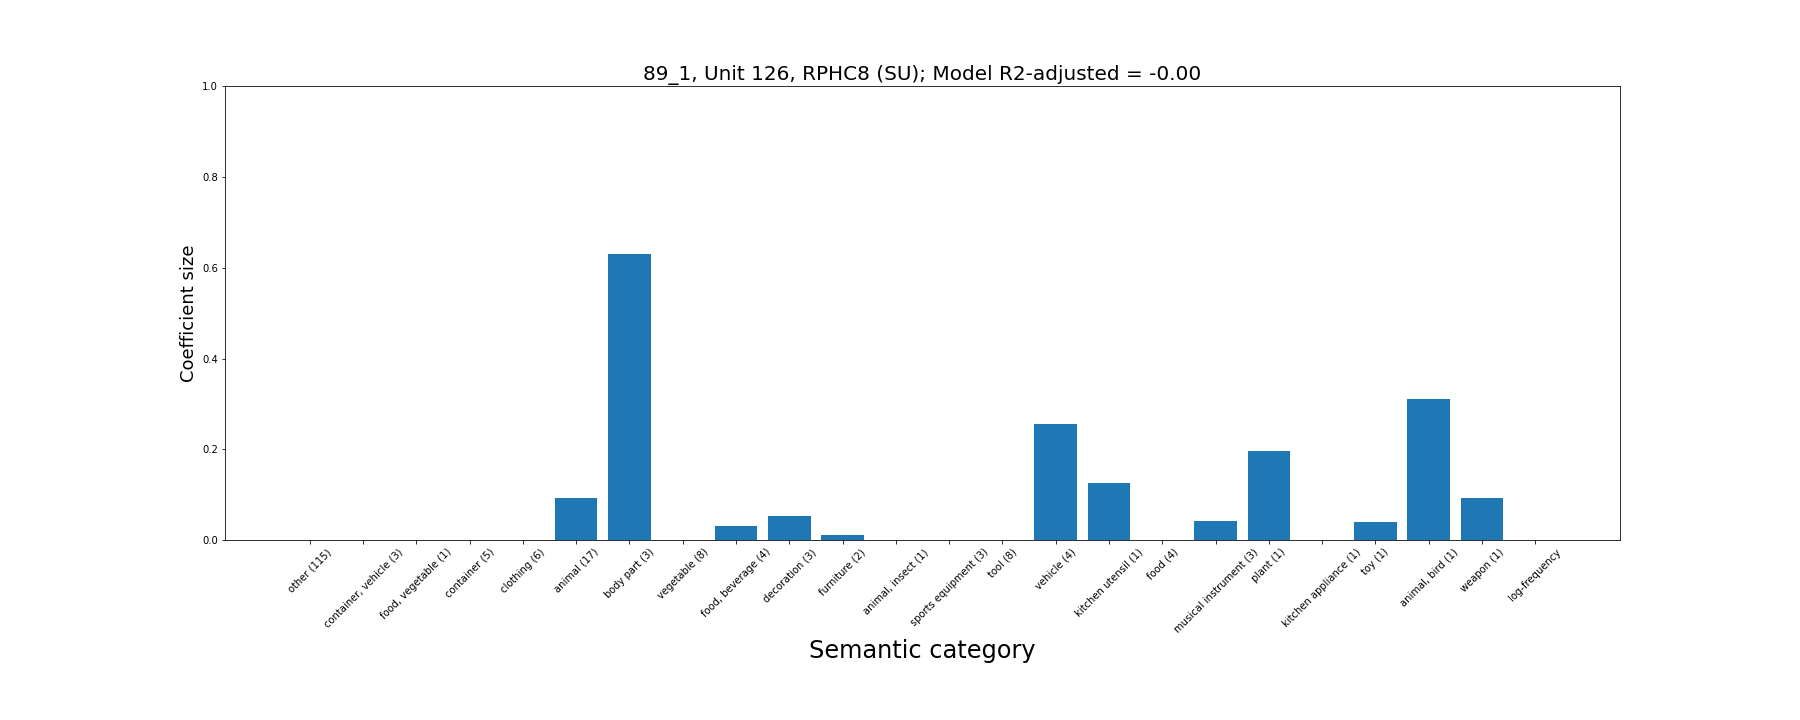 89_1, Unit 126, RPHC8 (SU); Model R2-adjusted = -0.00
1.0
0.8
0.6
0.4
0.2
0.0
Coefficient size
other (115)
container, vehicle (3)
food, vegetable (1)
container (5)
clothing (6)
animal (17)
body part (3)
vegetable (8)
food, beverage (4)
decoration (3)
furniture (2)
animal, insect (1)
sports equipment (3)
tool (8)
vehicle (4)
kitchen utensil (1)
food (4)
musical instrument (3)
plant (1)
kitchen appliance (1)
toy (1)
animal, bird (1)
weapon (1)
log-frequency
Semantic category